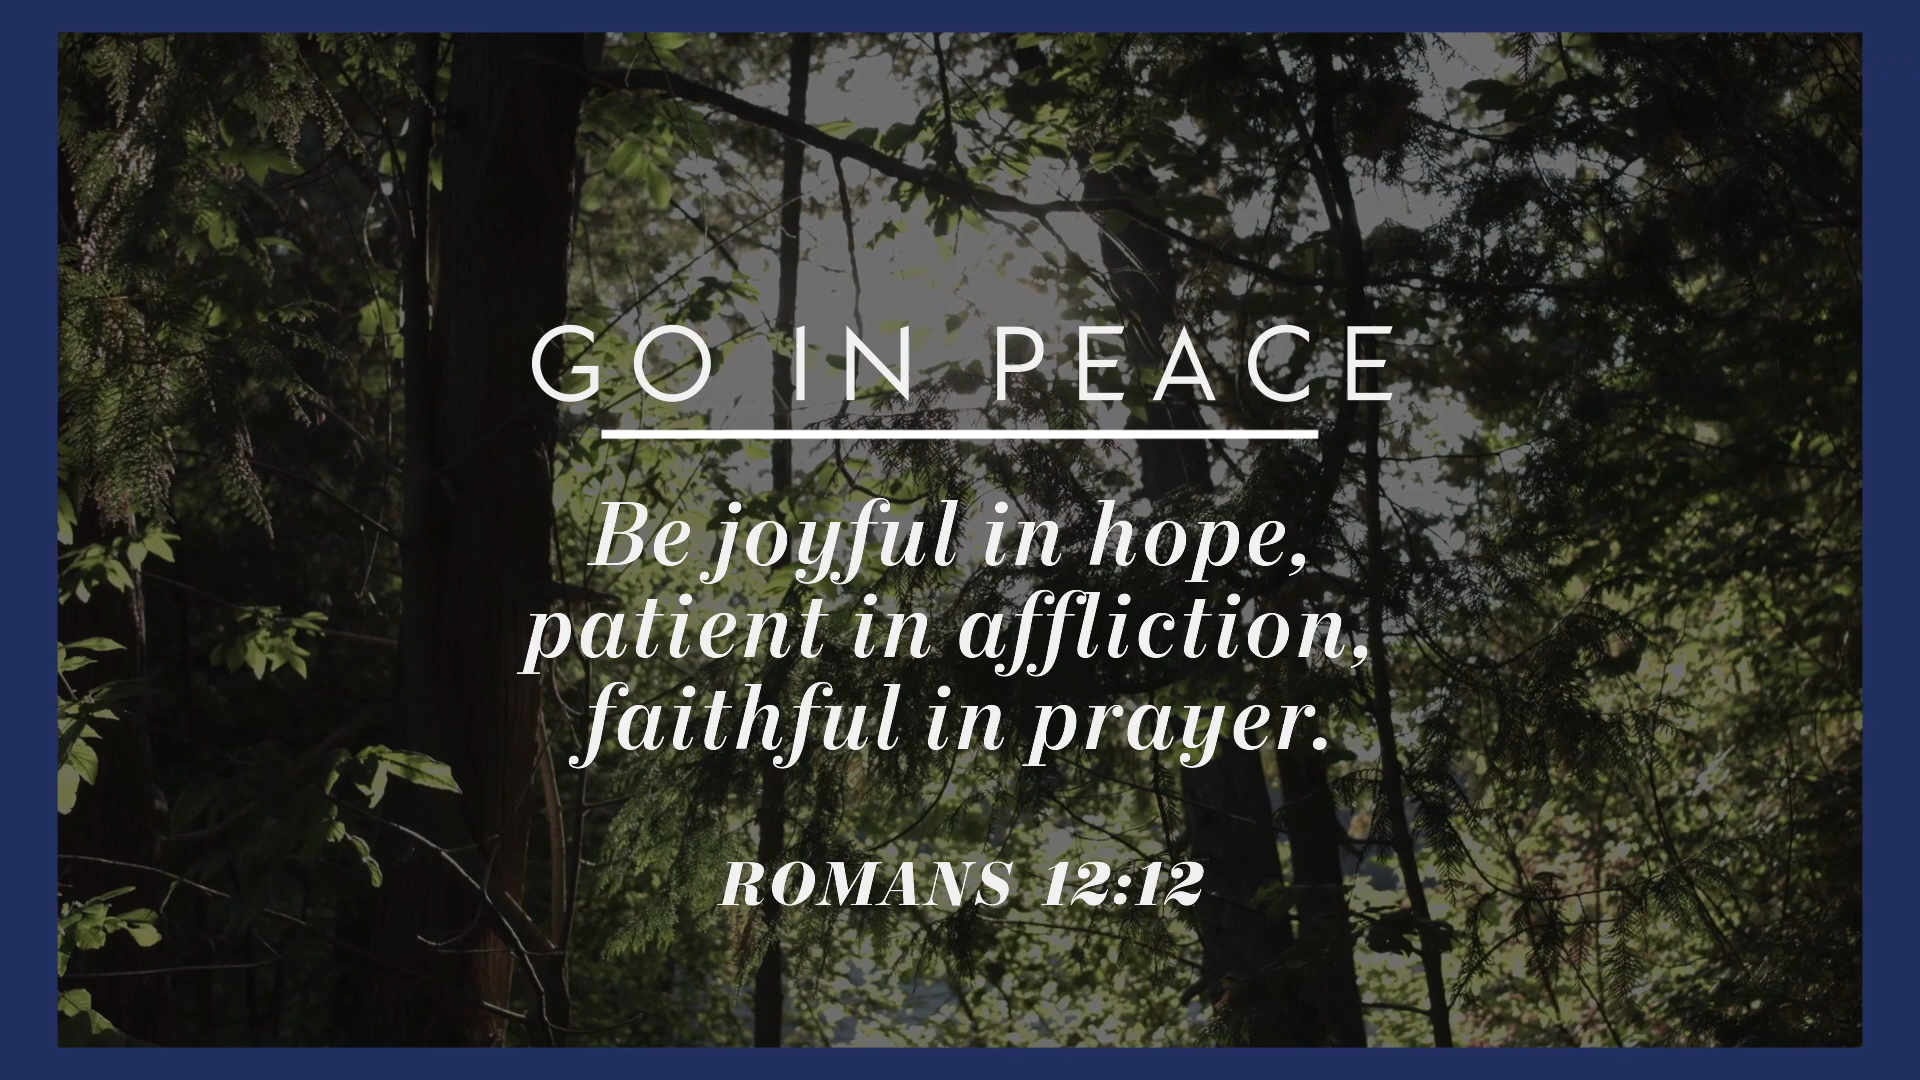 GO IN PEACE
Be joyful in hope,
patient in affliction,
faithful in prayer.
ROMANS 12:12